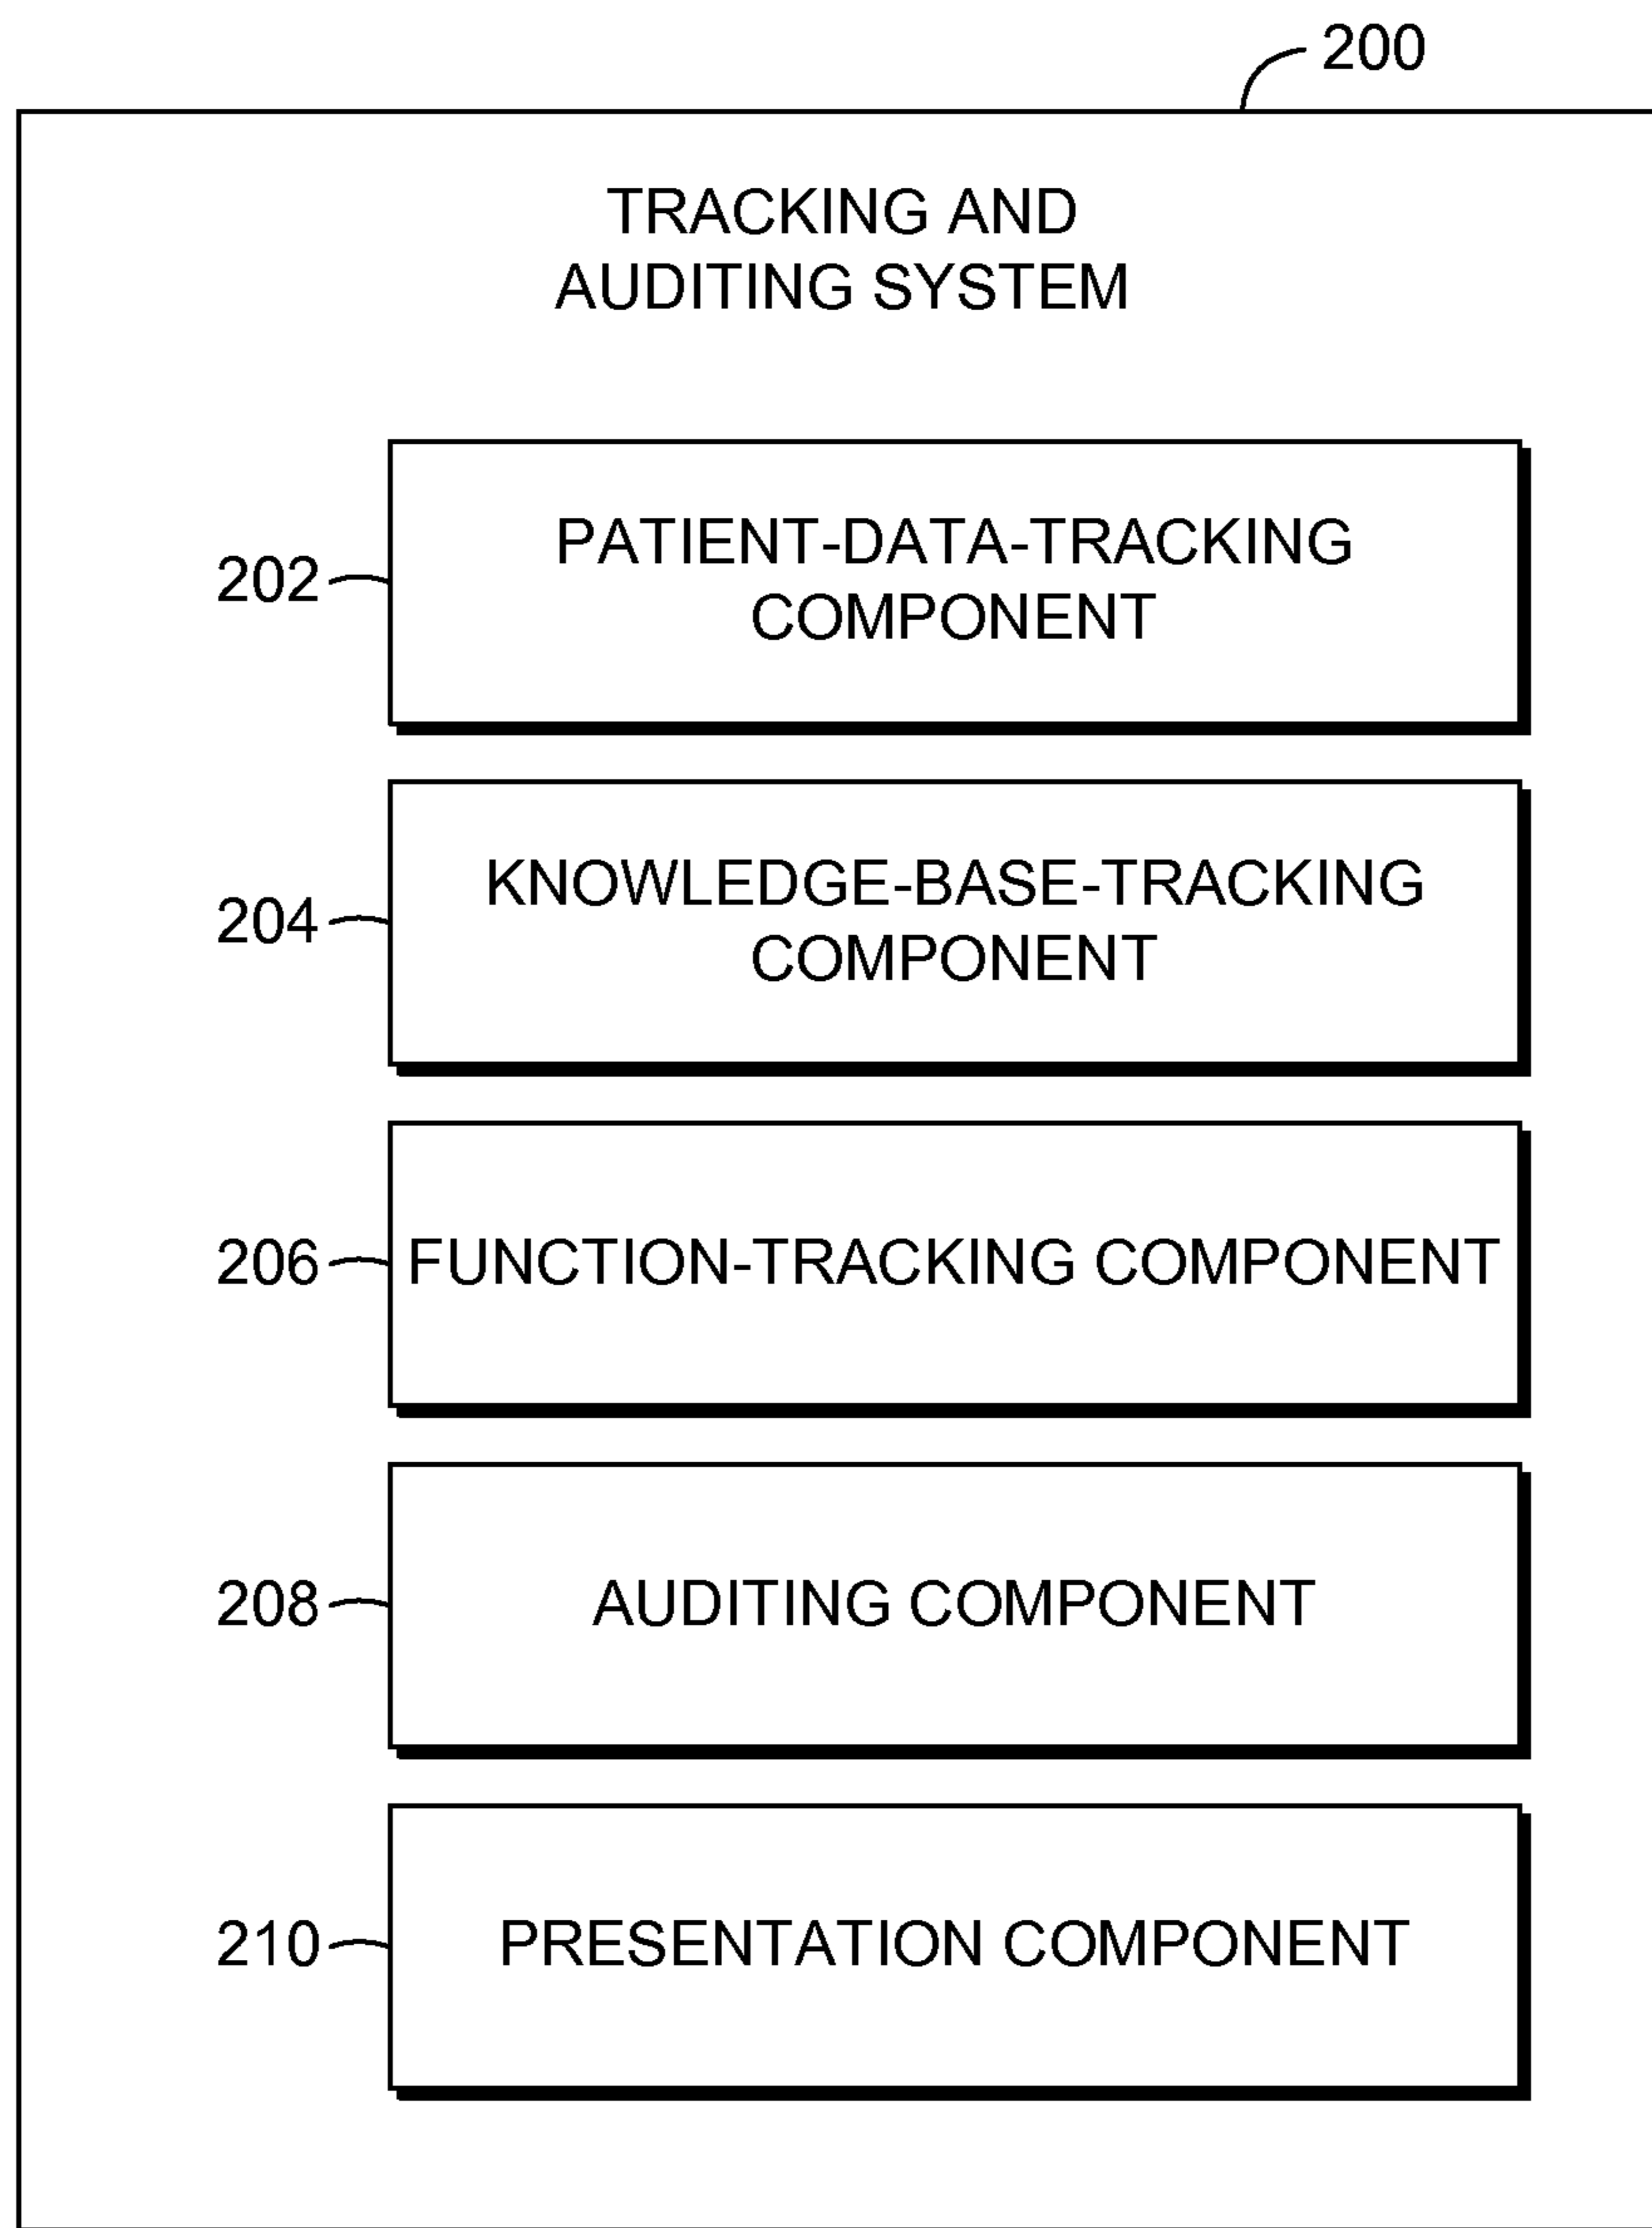 200
TRACKING AND
AUDITING SYSTEM
202
PATIENT-DATA-TRACKING
COMPONENT
204
KNOWLEDGE-BASE-TRACKING
COMPONENT
206
FUNCTION-TRACKING COMPONENT
208
AUDITING COMPONENT
210
PRESENTATION COMPONENT